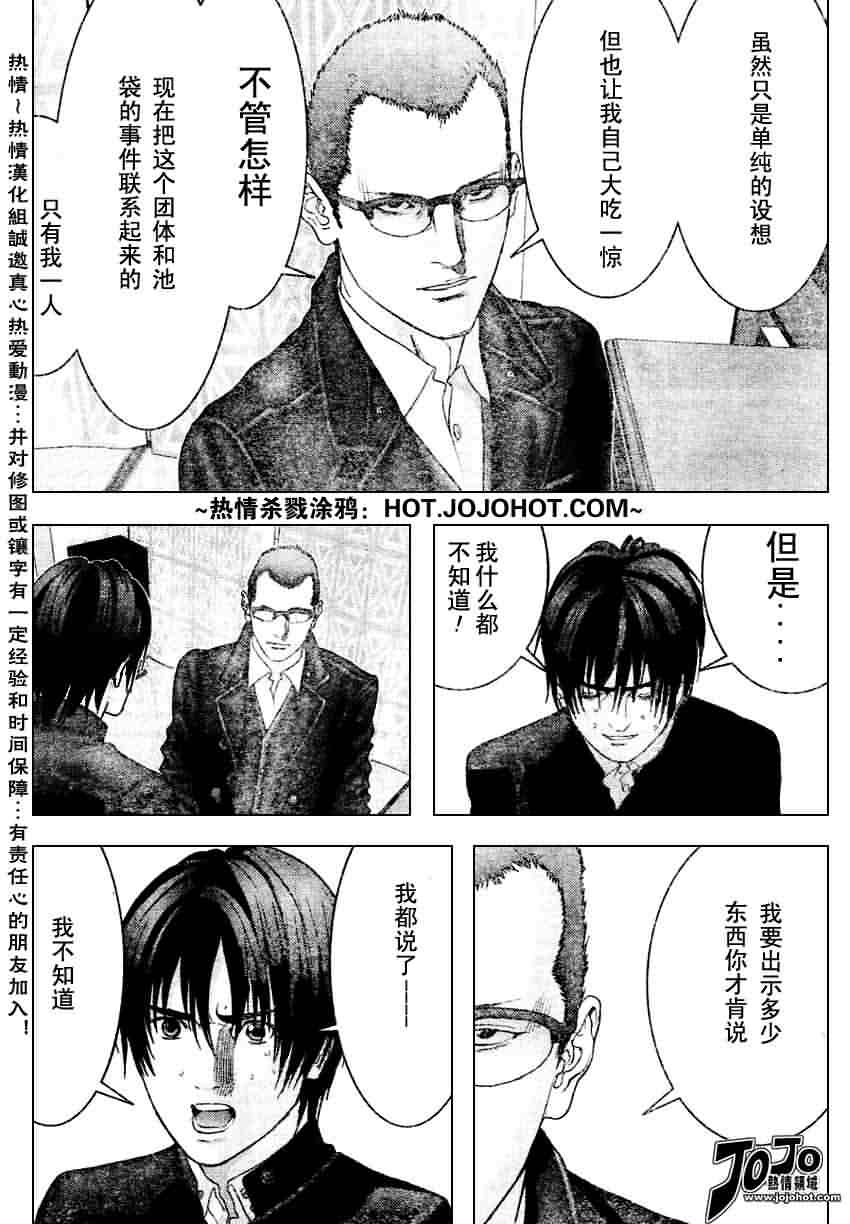 虽然只是单纯的设想
但也让我自己大吃一惊
不管怎样
现在把这个团体和池
袋的事件联系起来的
只有我一人
~热情杀戮涂鸦：HOT.JOJOHOT.COM~
但是....
我什么都
不知道！
我要出示多少
东西你才肯说
我都说了——
我不知道
热情~热情漢化組誠邀真心热爱動漫…并对修图或镶字有一定经验和时间保障…有责任心的朋友加入！
JOJO
熱情領域
www.jojohot.com